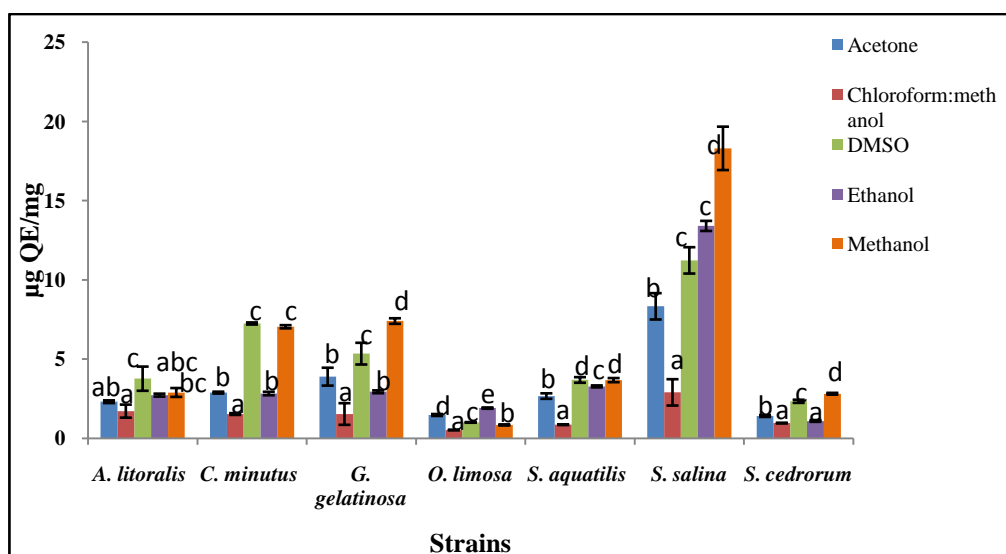 25
20
15
10
5
0
µg QE/mg
Acetone
Chloroform:meth
anol
DMSO
Ethanol
Methanol
ab a c abc bc
b a c b c
b a c b d
d a c e b
b a d c d
b a c c d
b a c a d
A. litoralis C. minutus G. gelatinosa O. limosa S. aquatilis S. salina S. cedrorum
Strains